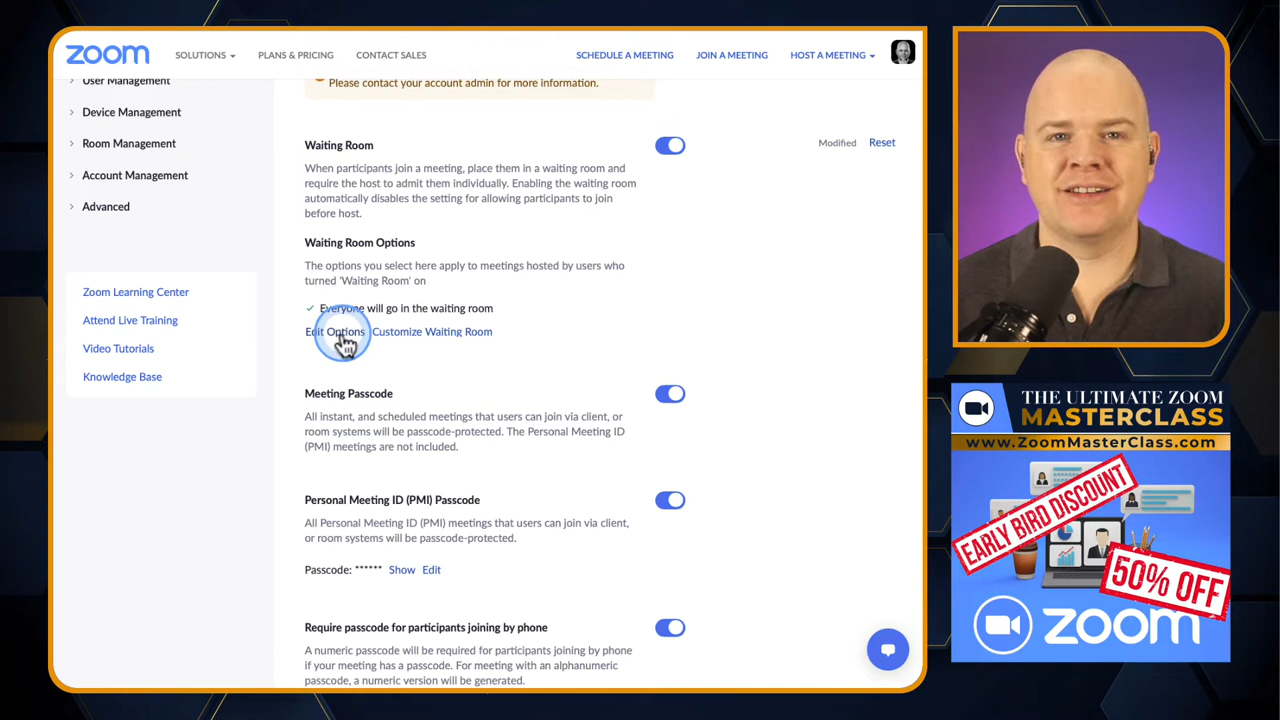 zoom
SOLUTIONS
PLANS & PRICING
CONTACT SALES
SCHEDULE A MEETING
JOIN A MEETING
HOST A MEETING
User Management
Device Management
Room Management
Account Management
Advanced
Zoom Learning Center
Attend Live Training
Video Tutorials
Knowledge Base
Please contact your account admin for more information.
Waiting Room
Modified Reset
When participants join a meeting, place them in a waiting room and
require the host to admit them individually. Enabling the waiting room
automatically disables the setting for allowing participants to join
before host.
Waiting Room Options
The options you select here apply to meetings hosted by users who
turned 'Waiting Room' on
Everyone will go in the waiting room
Edit Options Customize Waiting Room
Meeting Passcode
All instant, and scheduled meetings that users can join via client, or
room systems will be passcode-protected. The Personal Meeting ID
(PMI) meetings are not included.
Personal Meeting ID (PMI) Passcode
All Personal Meeting ID (PMI) meetings that users can join via client,
or room systems will be passcode-protected.
Passcode: ****** Show Edit
Require passcode for participants joining by phone
A numeric passcode will be required for participants joining by phone
if your meeting has a passcode. For meeting with an alphanumeric
passcode, a numeric version will be generated.
THE ULTIMATE ZOOM
MASTERCLASS
www.ZoomMasterClass.com
EARLY BIRD DISCOUNT
50% OFF
zoom